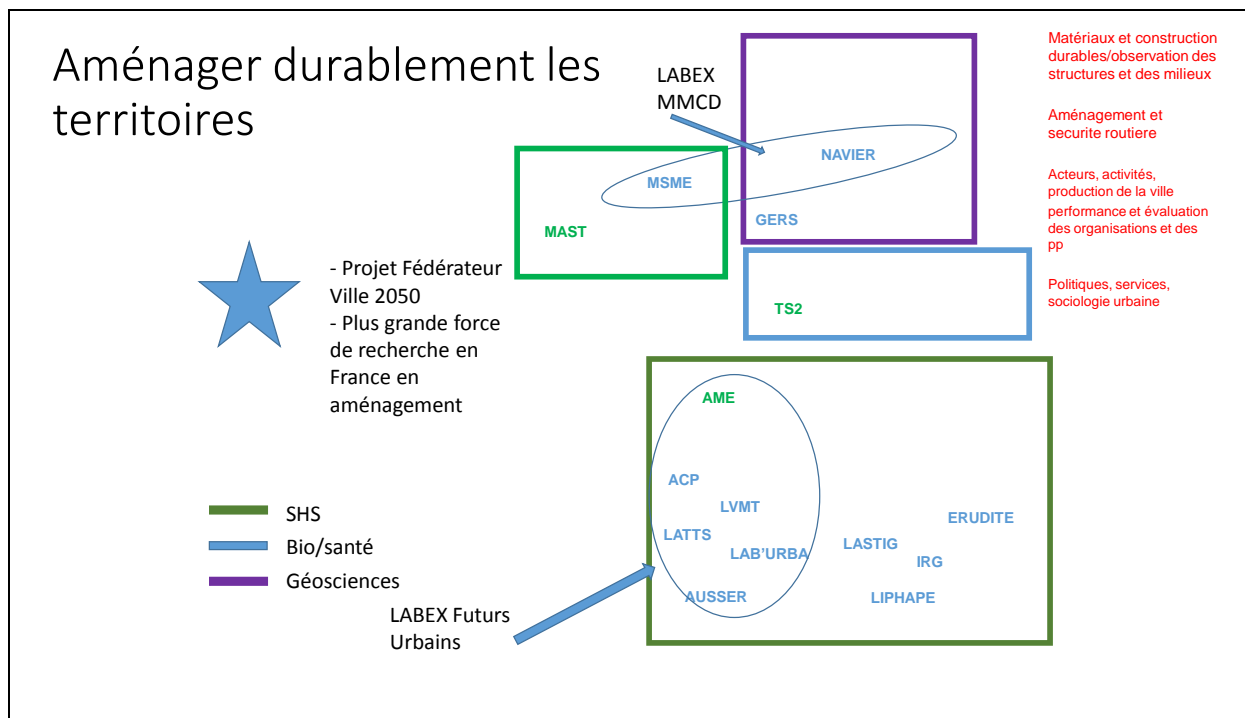 Aménager durablement les
territoires
LABEX
MMCD
NAVIER
MSME
GERS
MAST
TS2
- Projet Fédérateur
Ville 2050
- Plus grande force
de recherche en
France en
aménagement
Matériaux et construction
durables/observation des
structures et des milieux
Aménagement et
securite routiere
Acteurs, activités,
production de la ville
performance et évaluation
des organisations et des
pp
Politiques, services,
sociologie urbaine
AME
ACP
LVMT
LATTS
LAB'URBA
AUSSER
ERUDITE
LASTIG
IRG
LIPHAPE
SHS
Bio/santé
Géosciences
LABEX Futurs
Urbains